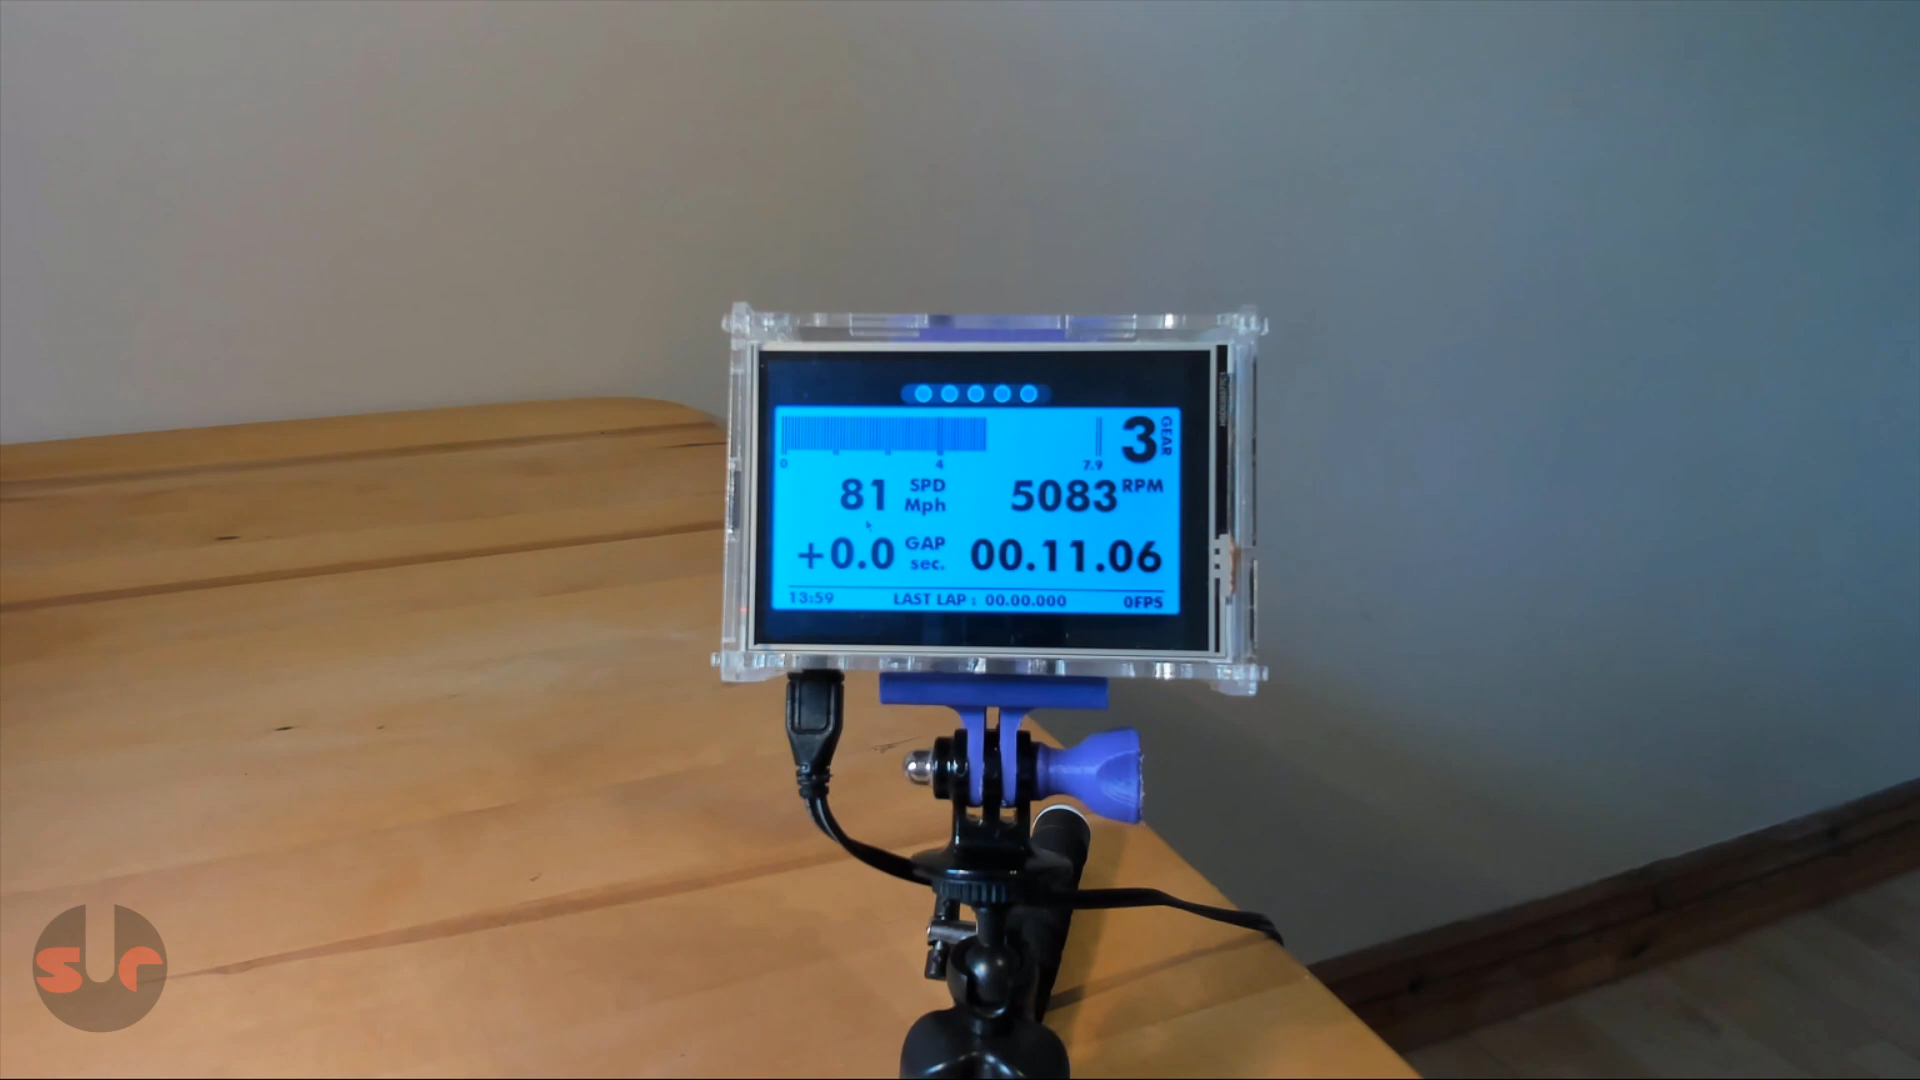 3 GEAR
0 4 7.9
81 SPD Mph 5083 RPM
+0.0 GAP sec. 00.11.06
13:59 LAST LAP : 00.00.000 0FPS
sur